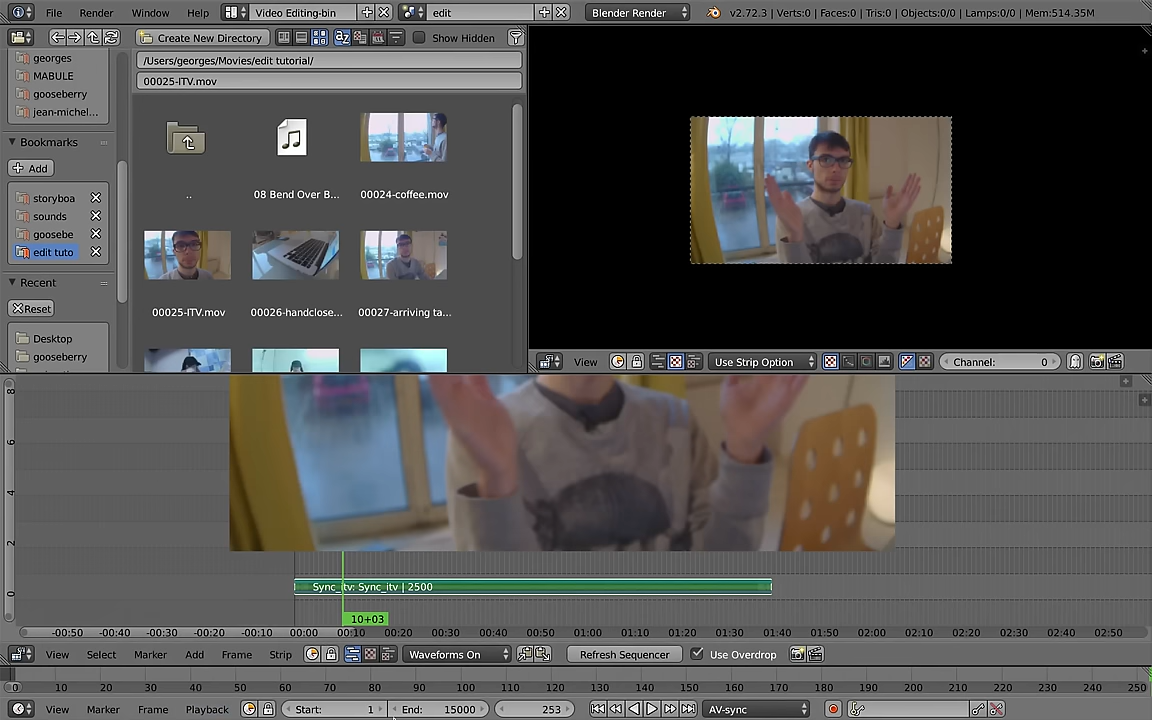 File Render Window Help Video Editing-bin edit Blender Render v2.72.3 | Verts:0 | Faces:0 | Tris:0 | Objects:0/0 | Lamps:0/0 | Mem:514.35M
Create New Directory Show Hidden
georges
MABULE
gooseberry
jean-michel...
Bookmarks
Add
storyboa
sounds
goosebe
edit tuto
Recent
Reset
Desktop
gooseberry
/Users/georges/Movies/edit tutorial/
00025-ITV.mov
.. 08 Bend Over B... 00024-coffee.mov
00025-ITV.mov 00026-handclose... 00027-arriving ta...
View Use Strip Option Channel: 0
8
6
4
2
0
Sync_itv: Sync_itv | 2500
10+03
-00:50 -00:40 -00:30 -00:20 -00:10 00:00 00:10 00:20 00:30 00:40 00:50 01:00 01:10 01:20 01:30 01:40 01:50 02:00 02:10 02:20 02:30 02:40 02:50
View Select Marker Add Frame Strip Waveforms On Refresh Sequencer Use Overdrop
0 10 20 30 40 50 60 70 80 90 100 110 120 130 140 150 160 170 180 190 200 210 220 230 240 250
View Marker Frame Playback Start: 1 End: 15000 253 AV-sync